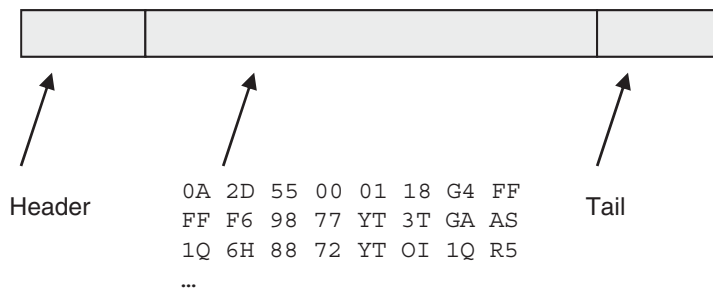 Header
0A 2D 55 00 01 18 G4 FF
FF F6 98 77 YT 3T GA AS
1Q 6H 88 72 YT OI 1Q R5
…
Tail